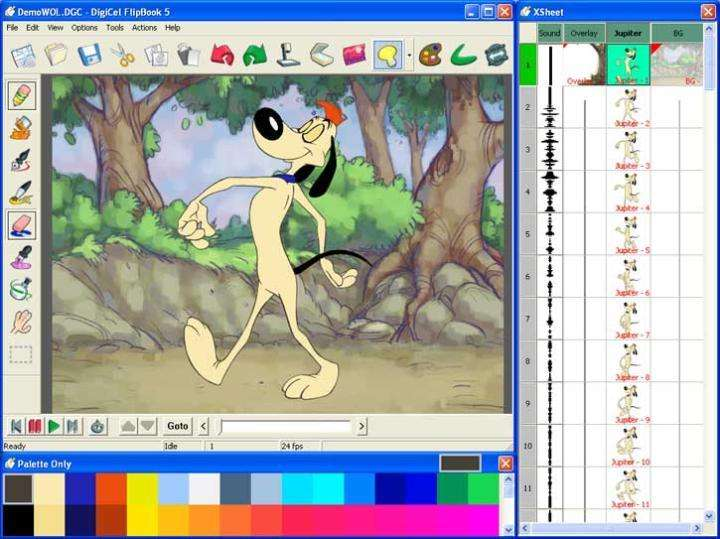 DemoWOL.DGC - DigiCel FlipBook 5
File Edit View Options Tools Actions Help
Goto
Ready Idle 1 24 fps
Palette Only
XSheet
Sound Overlay Jupiter BG
1 Overla Jupiter - 1 BG -
2 Jupiter - 2
3 Jupiter - 3
4 Jupiter - 4
5 Jupiter - 5
6 Jupiter - 6
7 Jupiter - 7
8 Jupiter - 8
9 Jupiter - 9
10 Jupiter - 10
11 Jupiter - 11